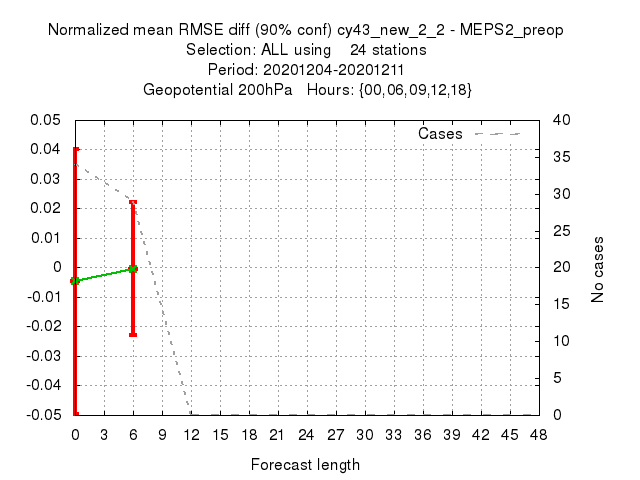 Normalized mean RMSE diff (90% conf) cy43_new_2_2 - MEPS2_preop
Selection: ALL using    24 stations
Period: 20201204-20201211
Geopotential 200hPa   Hours: {00,06,09,12,18}
Cases
0.05
0.04
0.03
0.02
0.01
0
-0.01
-0.02
-0.03
-0.04
-0.05
40
35
30
25
20
15
10
5
0
No cases
0 3 6 9 12 15 18 21 24 27 30 33 36 39 42 45 48
Forecast length